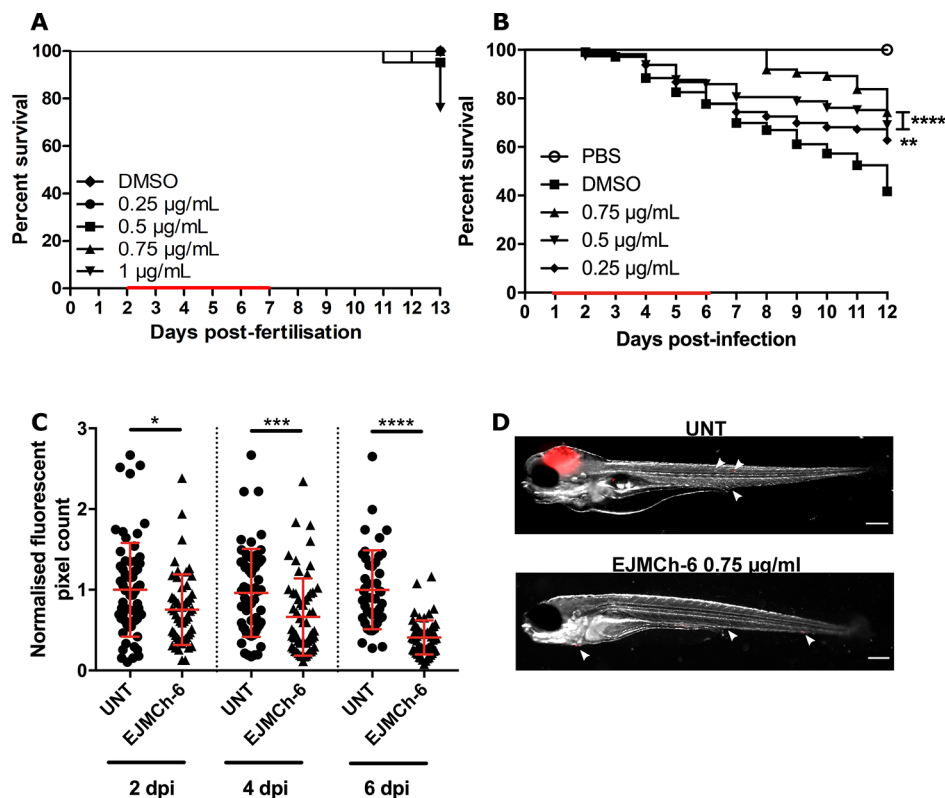 A
Percent survival
100
80
60
40
20
0
DMSO
0.25 µg/mL
0.5 µg/mL
0.75 µg/mL
1 µg/mL
0 1 2 3 4 5 6 7 8 9 11 12 13
Days post-fertilisation
B
Percent survival
100
80
60
40
20
0
PBS
DMSO
0.75 µg/mL
0.5 µg/mL
0.25 µg/mL
****
**
0 1 2 3 4 5 6 7 8 9 10 11 12
Days post-infection
C
Normalised fluorescent
pixel count
3
2
1
0
* *** ****
UNT EJMCh-6 UNT EJMCh-6 UNT EJMCh-6
2 dpi 4 dpi 6 dpi
D
UNT
EJMCh-6 0.75 µg/ml